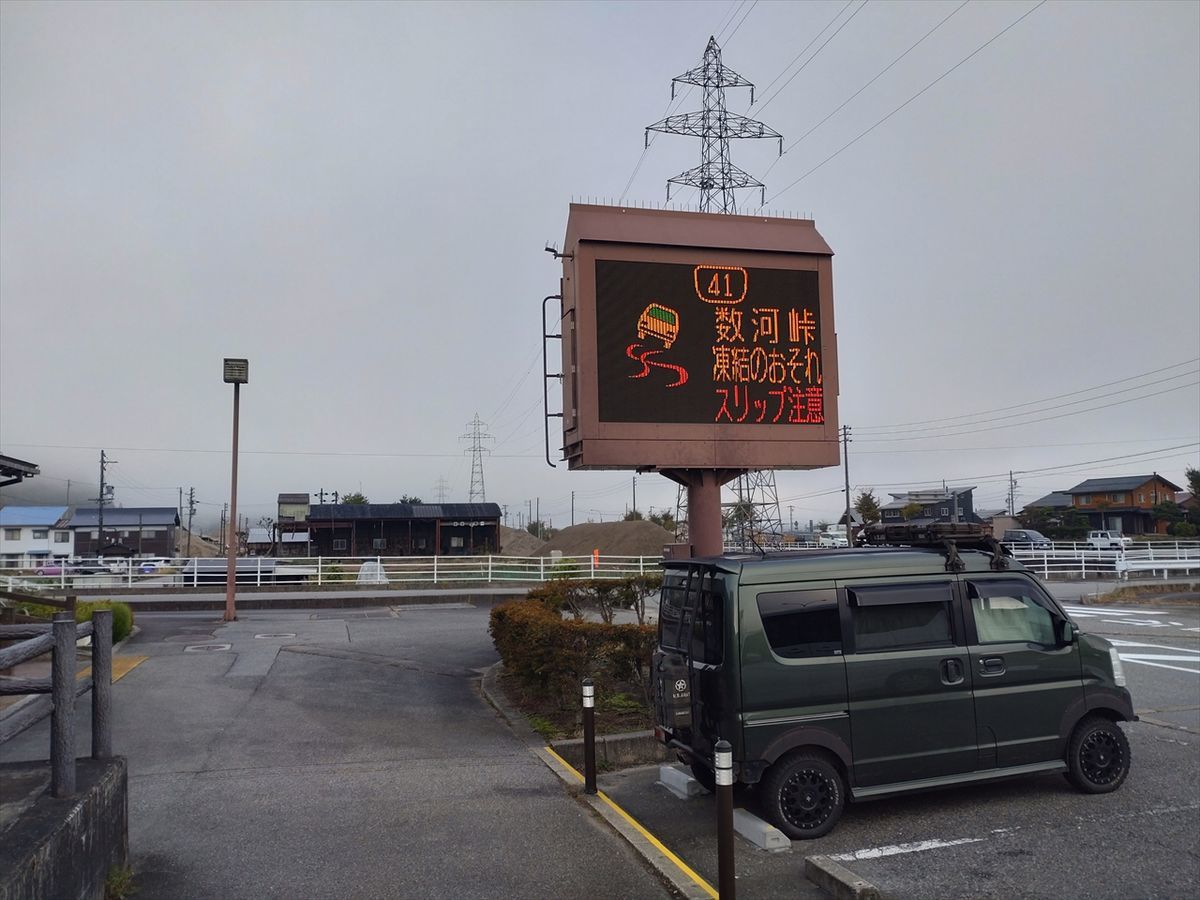 41
数河峠
凍結のおそれ
スリップ注意